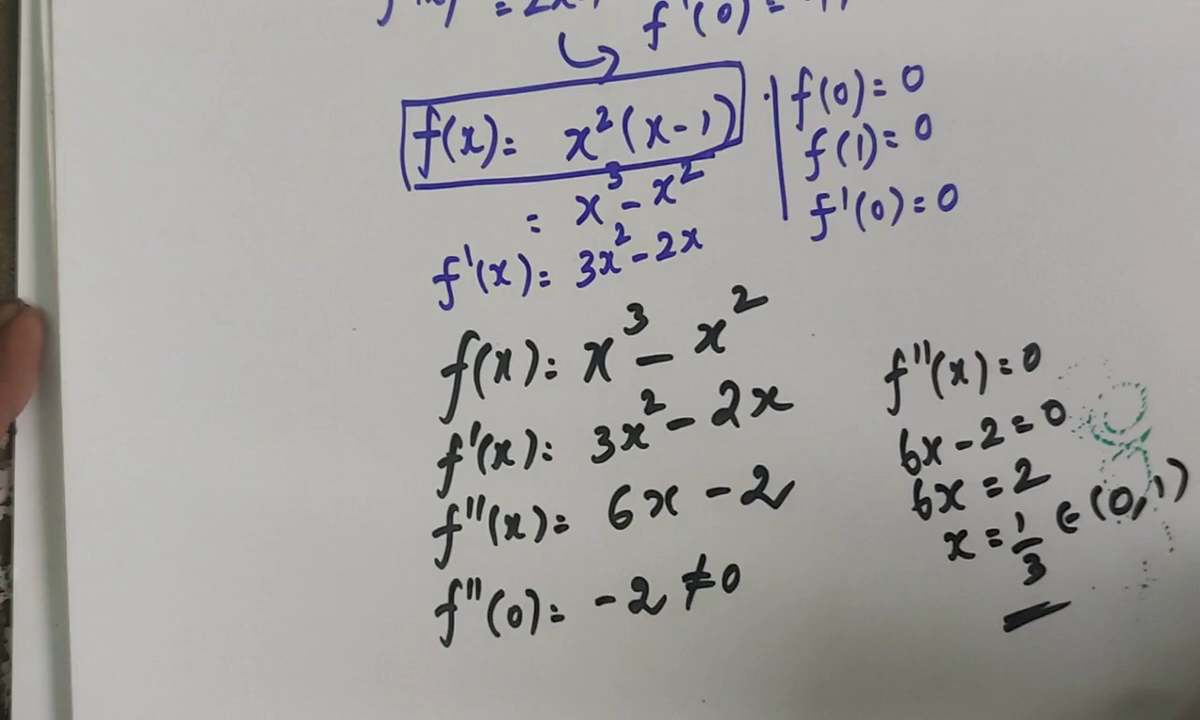 f'(0) =
f(x) = x²(x-1)
= x³ - x²
f'(x) = 3x² - 2x
f(0) = 0
f(1) = 0
f'(0) = 0
f(x) = x³ - x²
f'(x) = 3x² - 2x
f''(x) = 6x - 2
f''(0) = -2 ≠ 0
f''(x) = 0
6x - 2 = 0
6x = 2
x = 1/3 ∈ (0,1)